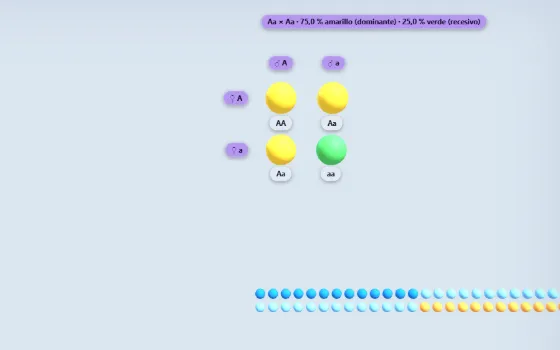 Aa × Aa · 75,0 % amarillo (dominante) · 25,0 % verde (recesivo)
♂ A
♂ a
♀ A
AA
Aa
♀ a
Aa
aa